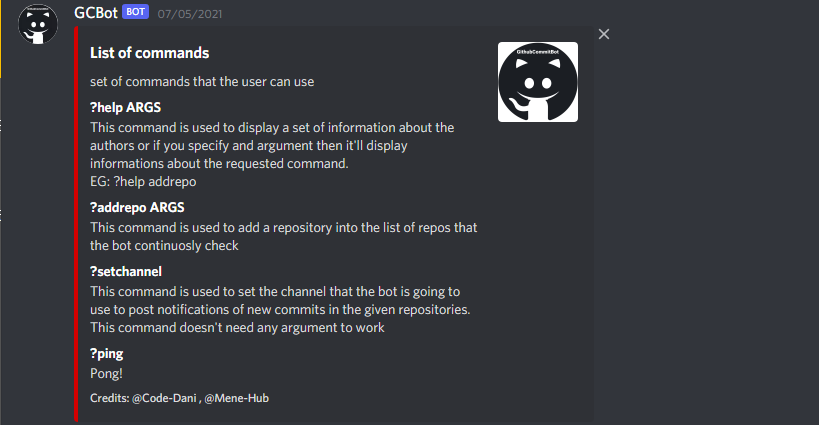 GCBot BOT 07/05/2021
List of commands
GithubCommitBot
set of commands that the user can use
?help ARGS
This command is used to display a set of information about the
authors or if you specify and argument then it'll display
informations about the requested command.
EG: ?help addrepo
?addrepo ARGS
This command is used to add a repository into the list of repos that
the bot continuosly check
?setchannel
This command is used to set the channel that the bot is going to
use to post notifications of new commits in the given repositories.
This command doesn't need any argument to work
?ping
Pong!
Credits: @Code-Dani , @Mene-Hub